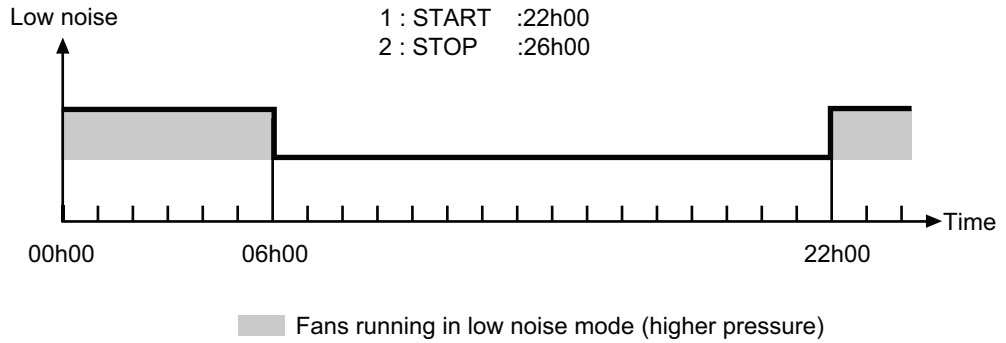 Low noise
1 : START :22h00
2 : STOP :26h00
Time
00h00 06h00 22h00
Fans running in low noise mode (higher pressure)